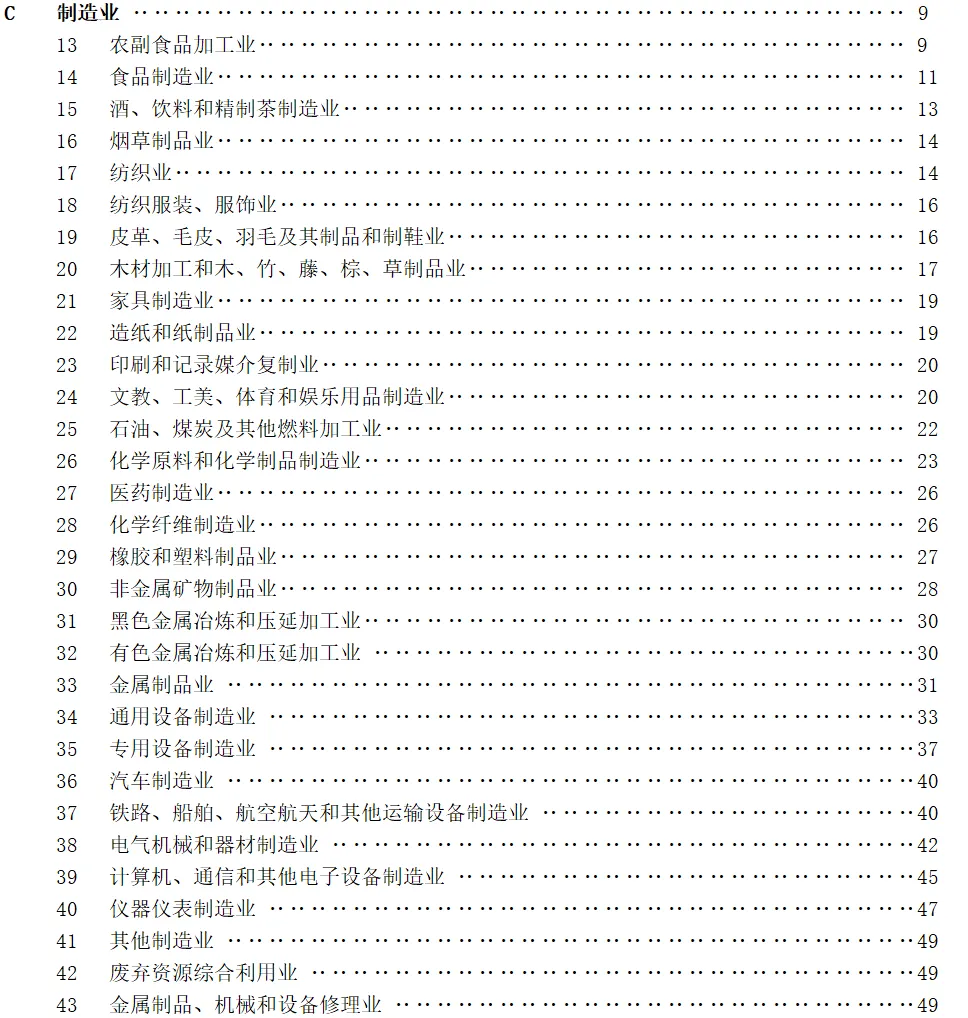 C 制造业 ‥‥‥‥‥‥‥‥‥‥‥‥‥‥‥‥‥‥ 9
13 农副食品加工业‥‥‥‥‥‥‥‥‥‥‥‥‥‥‥ 9
14 食品制造业‥‥‥‥‥‥‥‥‥‥‥‥‥‥‥‥ 11
15 酒、饮料和精制茶制造业‥‥‥‥‥‥‥‥‥‥‥‥‥ 13
16 烟草制品业‥‥‥‥‥‥‥‥‥‥‥‥‥‥‥‥ 14
17 纺织业‥‥‥‥‥‥‥‥‥‥‥‥‥‥‥‥‥ 14
18 纺织服装、服饰业‥‥‥‥‥‥‥‥‥‥‥‥‥‥‥ 16
19 皮革、毛皮、羽毛及其制品和制鞋业‥‥‥‥‥‥‥‥‥‥‥ 16
20 木材加工和木、竹、藤、棕、草制品业‥‥‥‥‥‥‥‥‥‥ 17
21 家具制造业‥‥‥‥‥‥‥‥‥‥‥‥‥‥‥‥ 19
22 造纸和纸制品业‥‥‥‥‥‥‥‥‥‥‥‥‥‥‥ 19
23 印刷和记录媒介复制业‥‥‥‥‥‥‥‥‥‥‥‥‥‥ 20
24 文教、工美、体育和娱乐用品制造业‥‥‥‥‥‥‥‥‥‥‥ 20
25 石油、煤炭及其他燃料加工业‥‥‥‥‥‥‥‥‥‥‥‥ 22
26 化学原料和化学制品制造业‥‥‥‥‥‥‥‥‥‥‥‥‥ 23
27 医药制造业‥‥‥‥‥‥‥‥‥‥‥‥‥‥‥‥ 26
28 化学纤维制造业‥‥‥‥‥‥‥‥‥‥‥‥‥‥‥ 26
29 橡胶和塑料制品业‥‥‥‥‥‥‥‥‥‥‥‥‥‥‥ 27
30 非金属矿物制品业‥‥‥‥‥‥‥‥‥‥‥‥‥‥‥ 28
31 黑色金属冶炼和压延加工业‥‥‥‥‥‥‥‥‥‥‥‥‥ 30
32 有色金属冶炼和压延加工业 ‥‥‥‥‥‥‥‥‥‥‥‥‥30
33 金属制品业 ‥‥‥‥‥‥‥‥‥‥‥‥‥‥‥‥31
34 通用设备制造业 ‥‥‥‥‥‥‥‥‥‥‥‥‥‥‥33
35 专用设备制造业 ‥‥‥‥‥‥‥‥‥‥‥‥‥‥‥37
36 汽车制造业 ‥‥‥‥‥‥‥‥‥‥‥‥‥‥‥‥40
37 铁路、船舶、航空航天和其他运输设备制造业 ‥‥‥‥‥‥‥‥‥40
38 电气机械和器材制造业 ‥‥‥‥‥‥‥‥‥‥‥‥‥‥42
39 计算机、通信和其他电子设备制造业 ‥‥‥‥‥‥‥‥‥‥‥45
40 仪器仪表制造业 ‥‥‥‥‥‥‥‥‥‥‥‥‥‥‥47
41 其他制造业 ‥‥‥‥‥‥‥‥‥‥‥‥‥‥‥‥49
42 废弃资源综合利用业 ‥‥‥‥‥‥‥‥‥‥‥‥‥‥49
43 金属制品、机械和设备修理业 ‥‥‥‥‥‥‥‥‥‥‥‥49